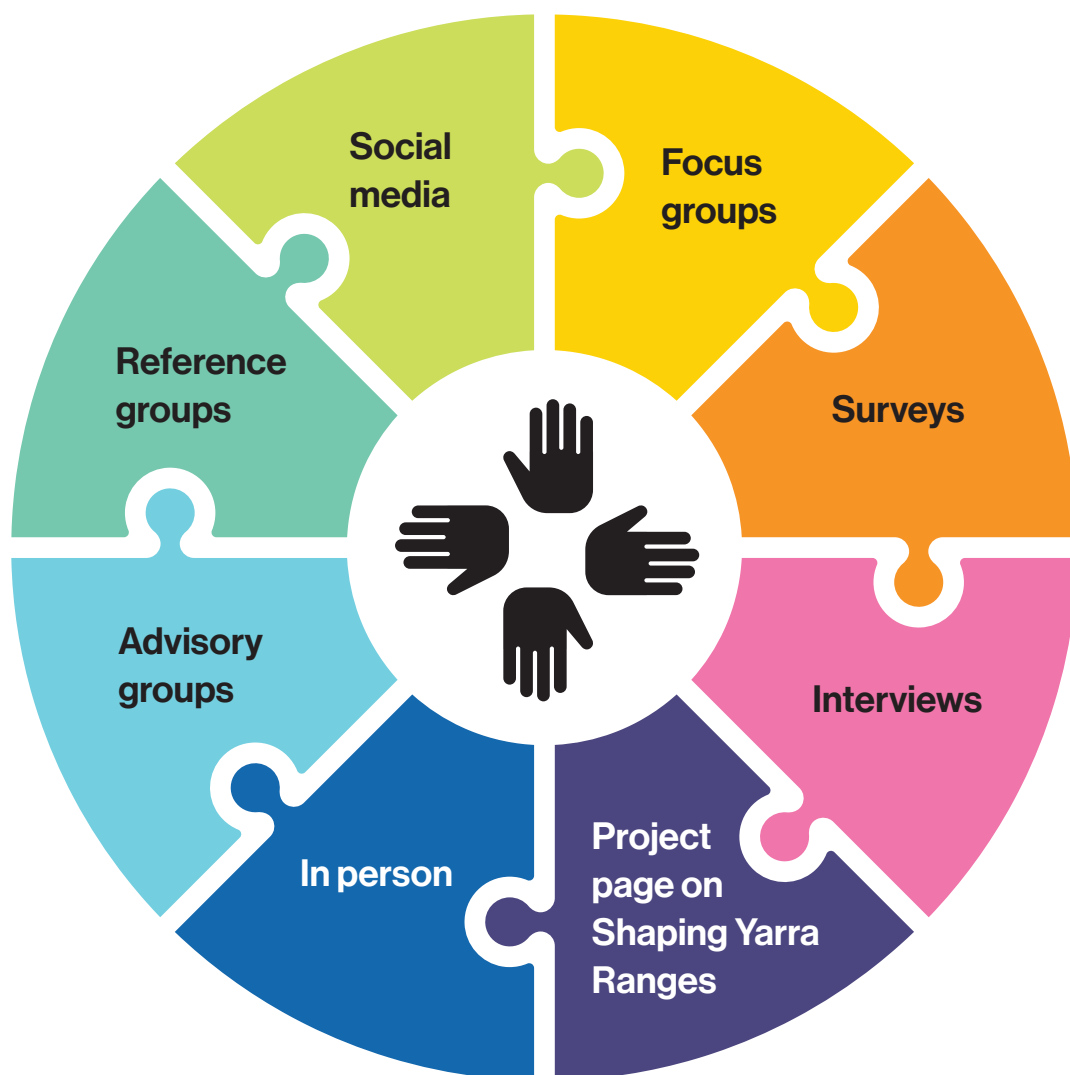 Social
media
Focus
groups
Surveys
Interviews
Project
page on
Shaping Yarra
Ranges
In person
Advisory
groups
Reference
groups